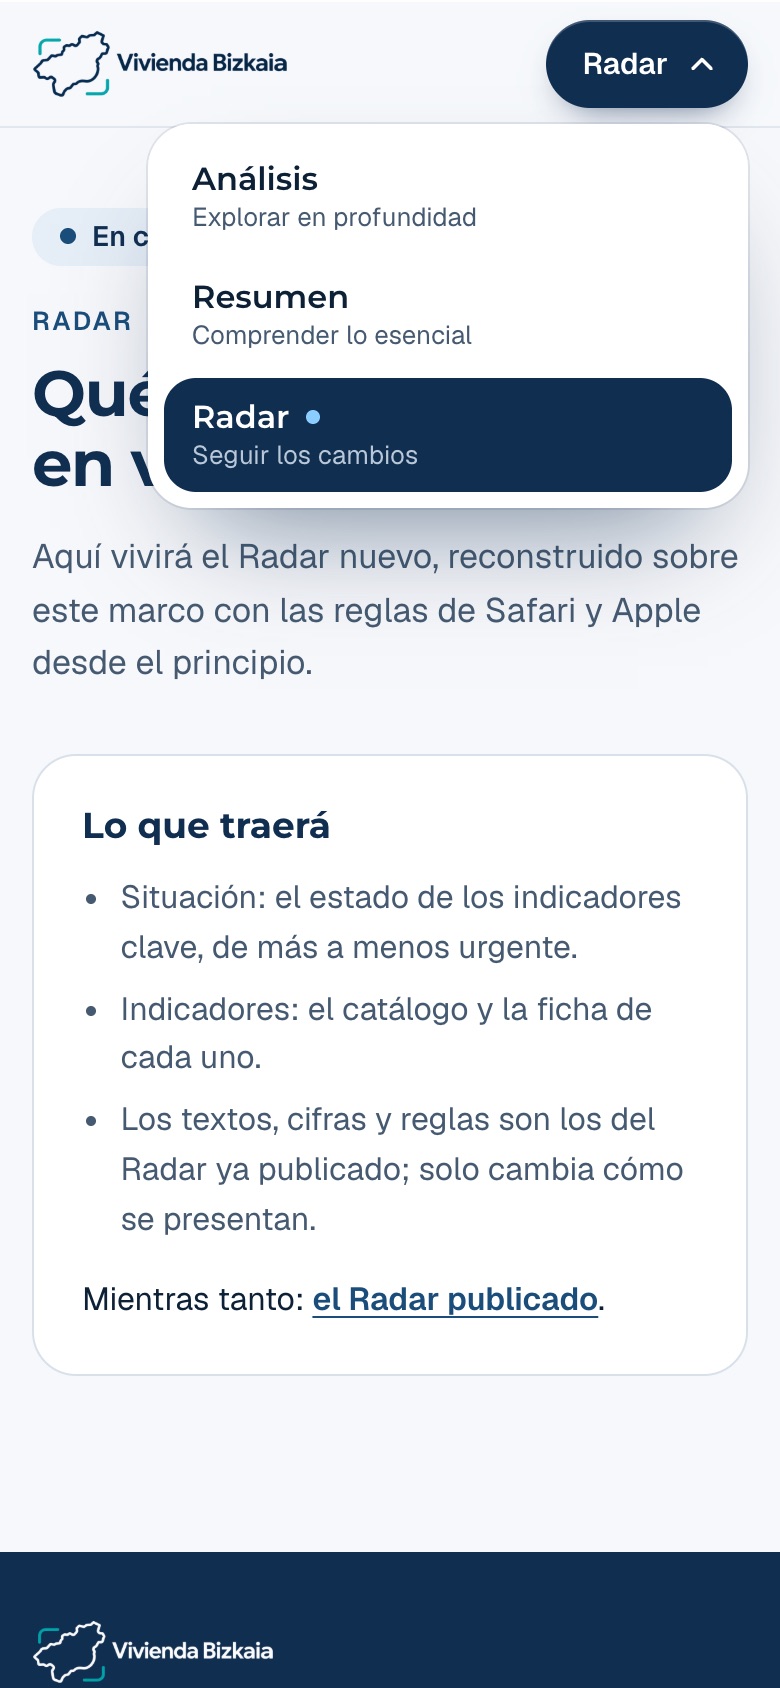 Vivienda Bizkaia
Radar
Análisis
Explorar en profundidad
Resumen
Comprender lo esencial
Radar
Seguir los cambios
En c
RADAR
Qué
en v
Aquí vivirá el Radar nuevo, reconstruido sobre
este marco con las reglas de Safari y Apple
desde el principio.
Lo que traerá
• Situación: el estado de los indicadores
clave, de más a menos urgente.
• Indicadores: el catálogo y la ficha de
cada uno.
• Los textos, cifras y reglas son los del
Radar ya publicado; solo cambia cómo
se presentan.
Mientras tanto: el Radar publicado.
Vivienda Bizkaia